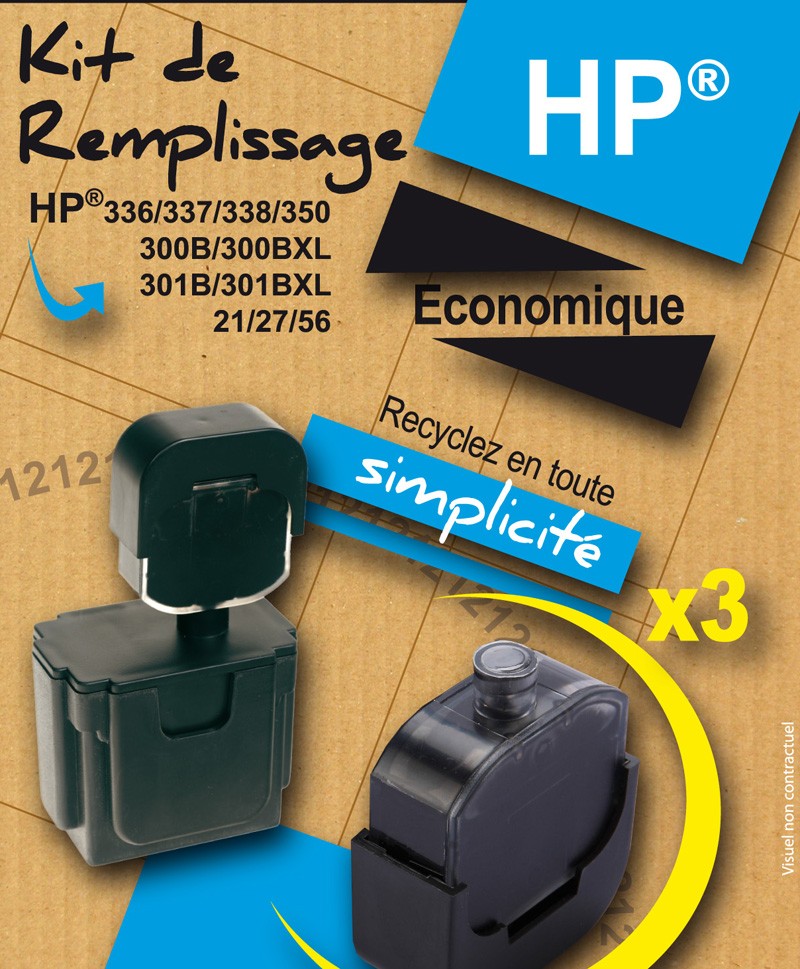 Kit de
Remplissage
HP®
HP® 336/337/338/350
300B/300BXL
301B/301BXL
21/27/56
Economique
Recyclez en toute
simplicité
x3
Visuel non contractuel